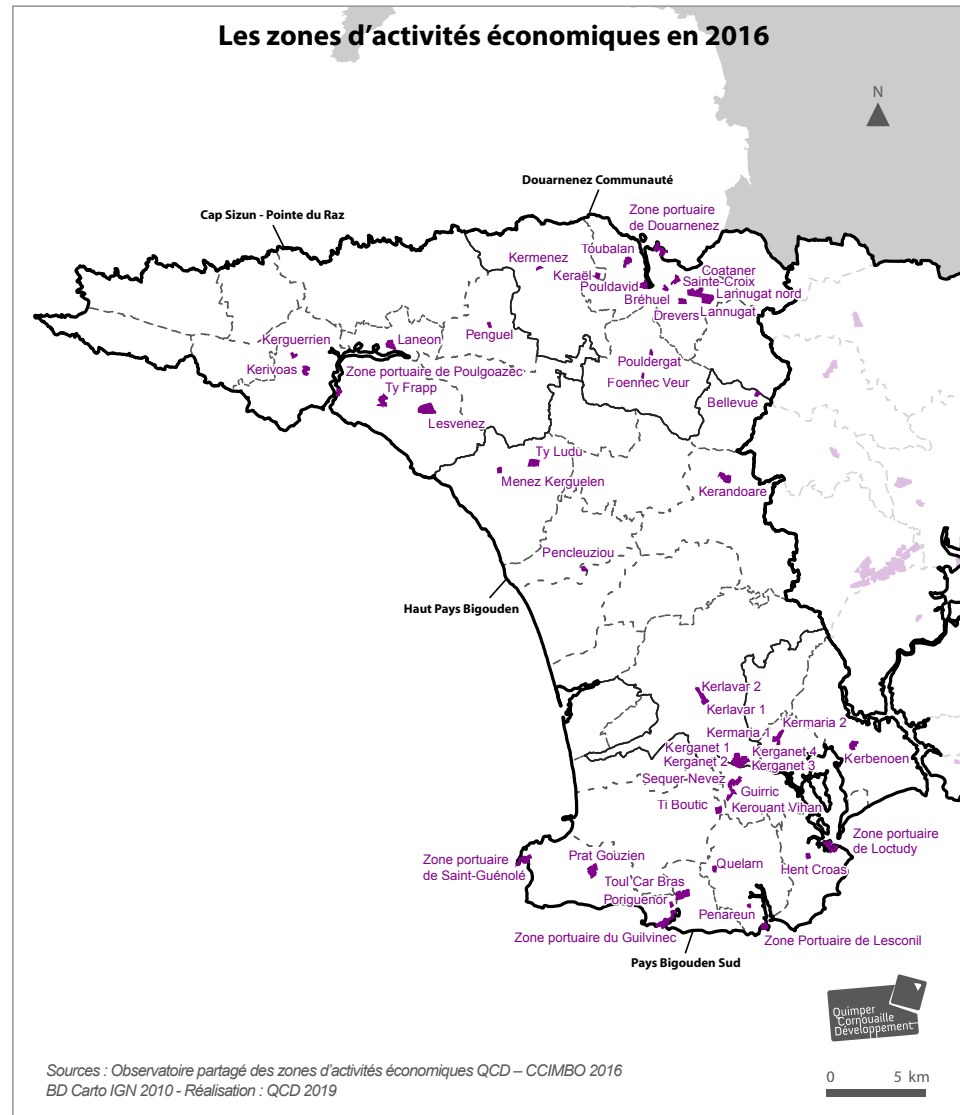 Les zones d’activités économiques en 2016
N
Douarnenez Communauté
Cap Sizun - Pointe du Raz
Zone portuaire
de Douarnenez
Toubalan
Kermenez
Coataner
Keraël
Sainte-Croix
Pouldavid
Lannugat nord
Bréhuel
Drevers
Lannugat
Penguel
Kerguerrien
Laneon
Kerivoas
Zone portuaire de Poulgoazec
Pouldergat
Foennec Veur
Ty Frapp
Bellevue
Lesvenez
Ty Ludu
Menez Kerguelen
Kerandoare
Pencleuziou
Haut Pays Bigouden
Kerlavar 2
Kerlavar 1
Kermaria 2
Kermaria 1
Kerganet 1
Kerganet 4
Kerganet 2
Kerganet 3
Kerbenoen
Sequer-Nevez
Guirric
Ti Boutic
Kerouant Vihan
Zone portuaire
de Loctudy
Zone portuaire
de Saint-Guénolé
Prat Gouzien
Quelarn
Hent Croas
Toul Car Bras
Poriguenor
Penareun
Zone portuaire du Guilvinec
Zone Portuaire de Lesconil
Pays Bigouden Sud
Quimper
Cornouaille
Développement
Sources : Observatoire partagé des zones d’activités économiques QCD – CCIMBO 2016
BD Carto IGN 2010 - Réalisation : QCD 2019
0 5 km